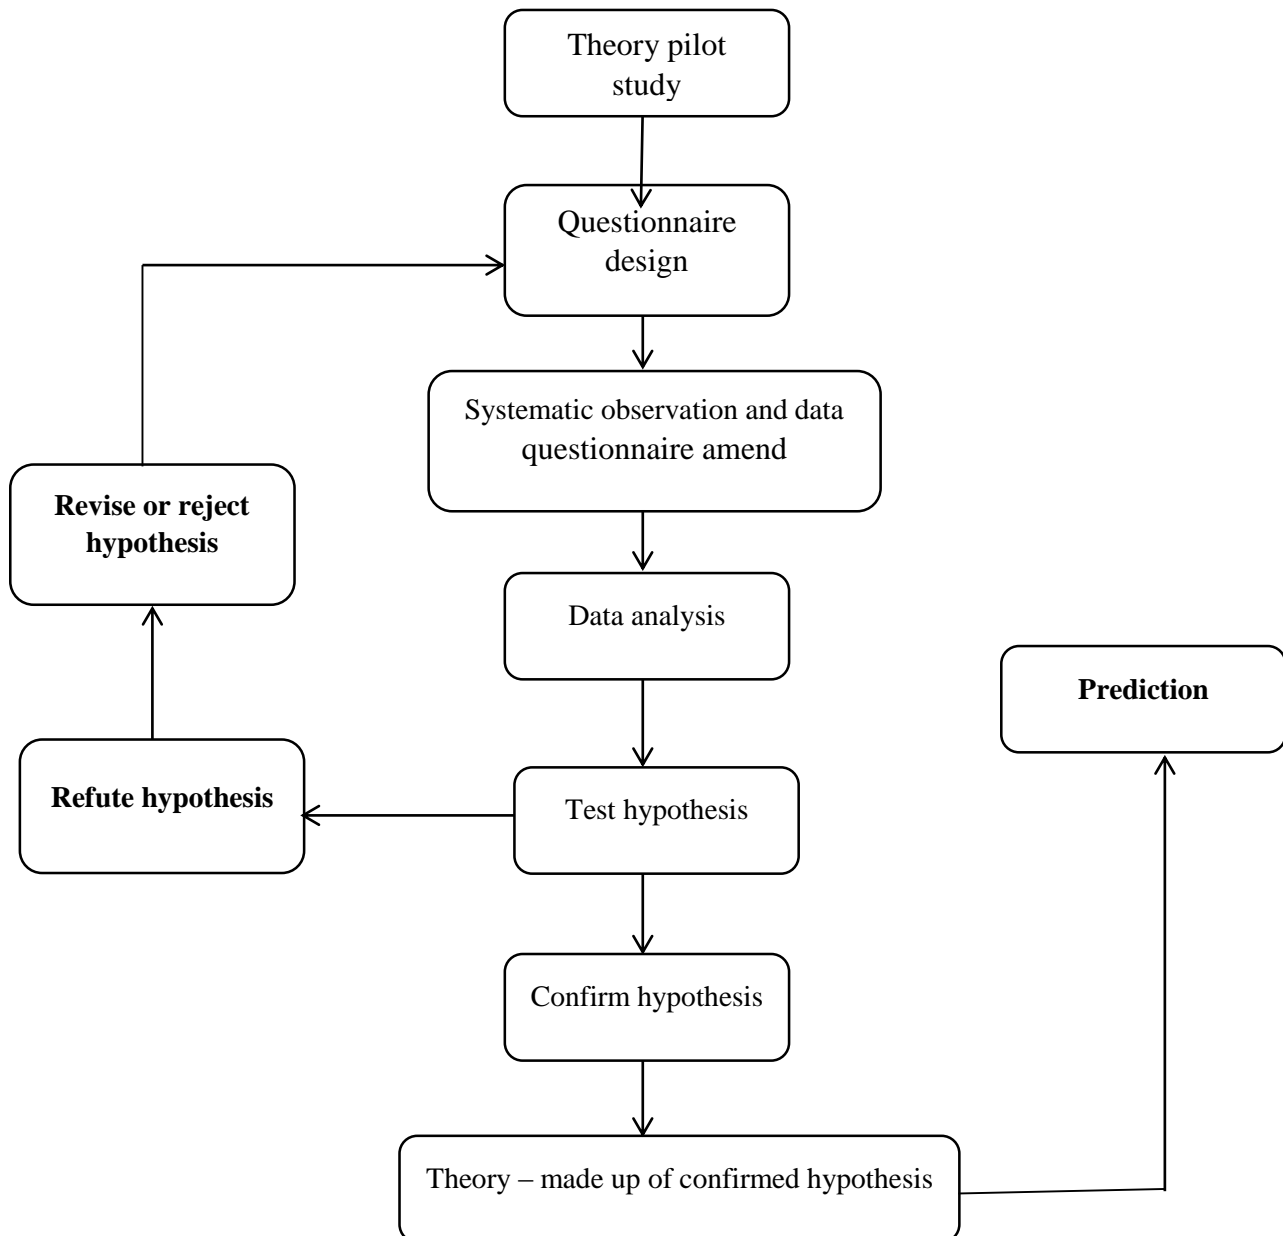 Theory pilot
study
Questionnaire
design
Systematic observation and data
questionnaire amend
Revise or reject
hypothesis
Data analysis
Prediction
Refute hypothesis
Test hypothesis
Confirm hypothesis
Theory – made up of confirmed hypothesis